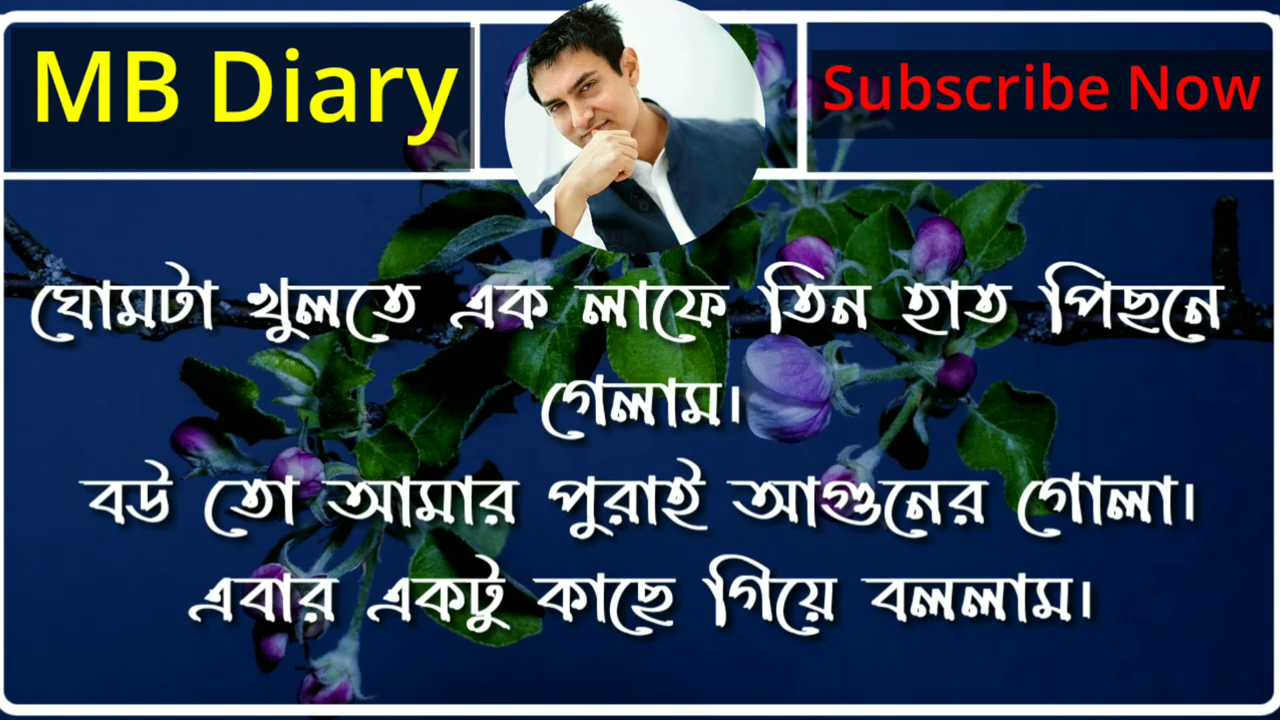 MB Diary
Subscribe Now
ঘোমটা খুলতে এক লাফে তিন হাত পিছনে
গেলাম।
বউ তো আমার পুরাই আগুনের গোলা।
এবার একটু কাছে গিয়ে বললাম।